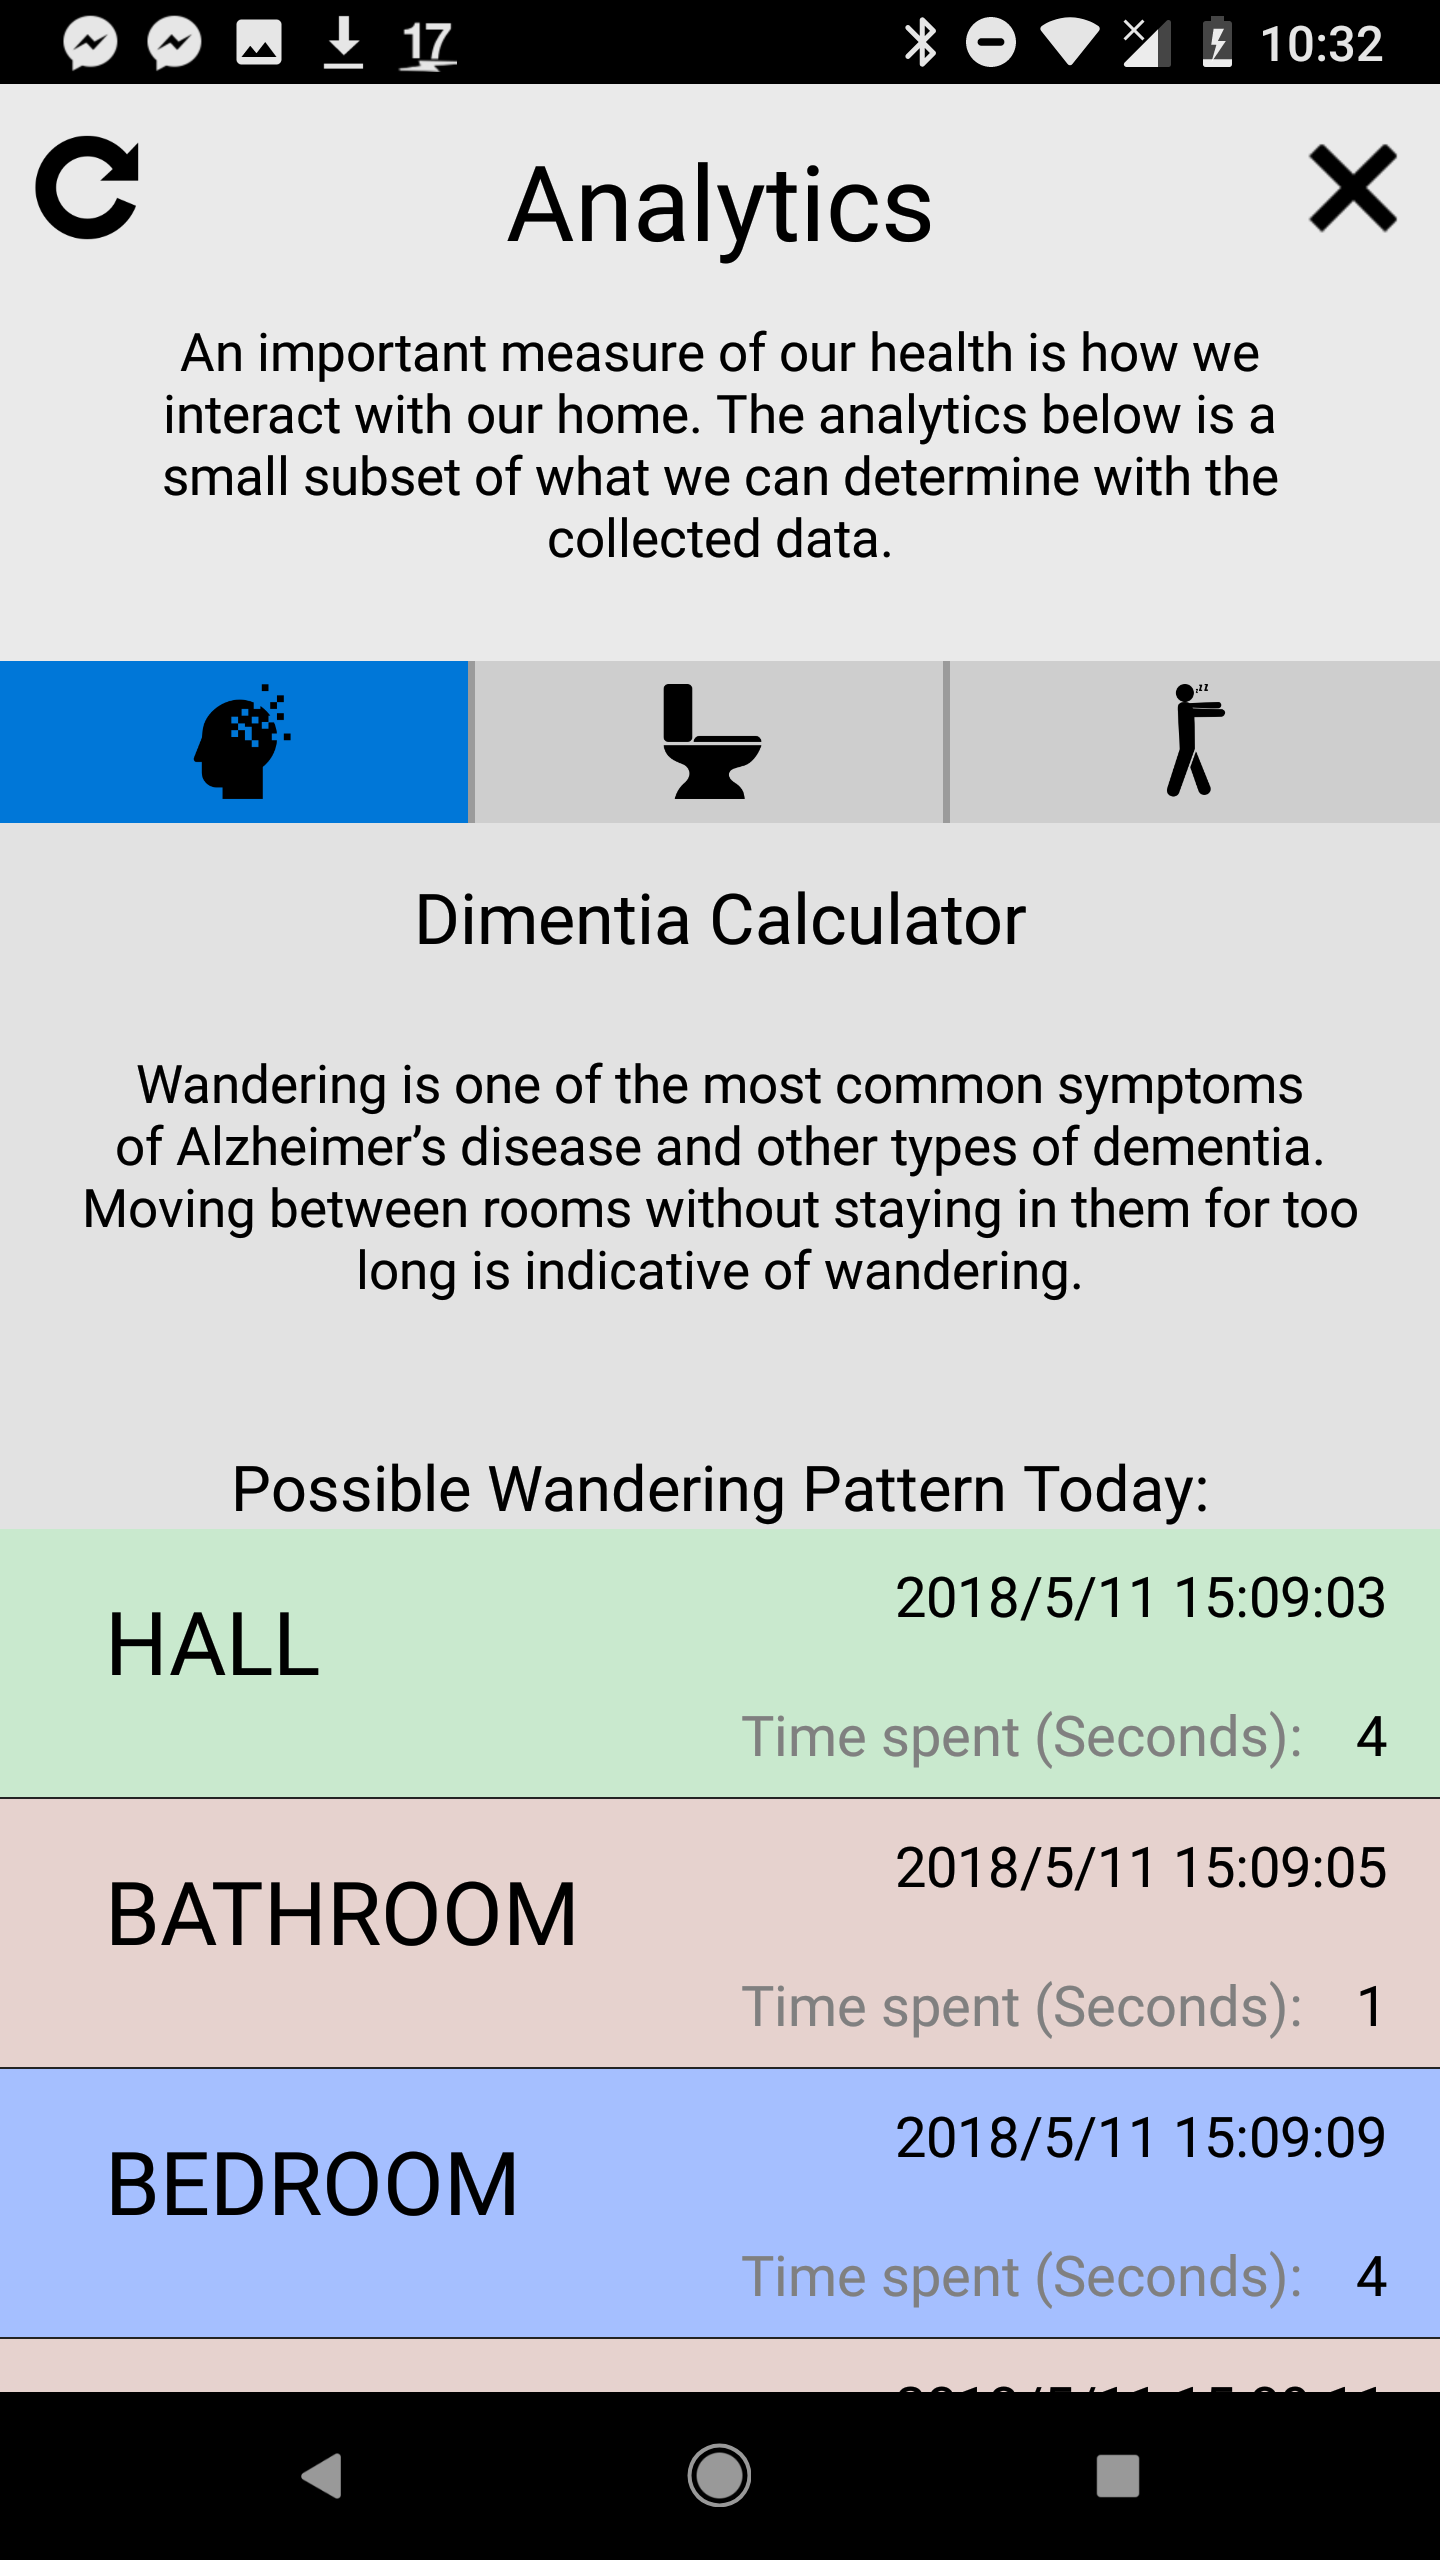 17
10:32
Analytics
An important measure of our health is how we
interact with our home. The analytics below is a
small subset of what we can determine with the
collected data.
Dimentia Calculator
Wandering is one of the most common symptoms
of Alzheimer’s disease and other types of dementia.
Moving between rooms without staying in them for too
long is indicative of wandering.
Possible Wandering Pattern Today:
2018/5/11 15:09:03
HALL
Time spent (Seconds): 4
2018/5/11 15:09:05
BATHROOM
Time spent (Seconds): 1
2018/5/11 15:09:09
BEDROOM
Time spent (Seconds): 4